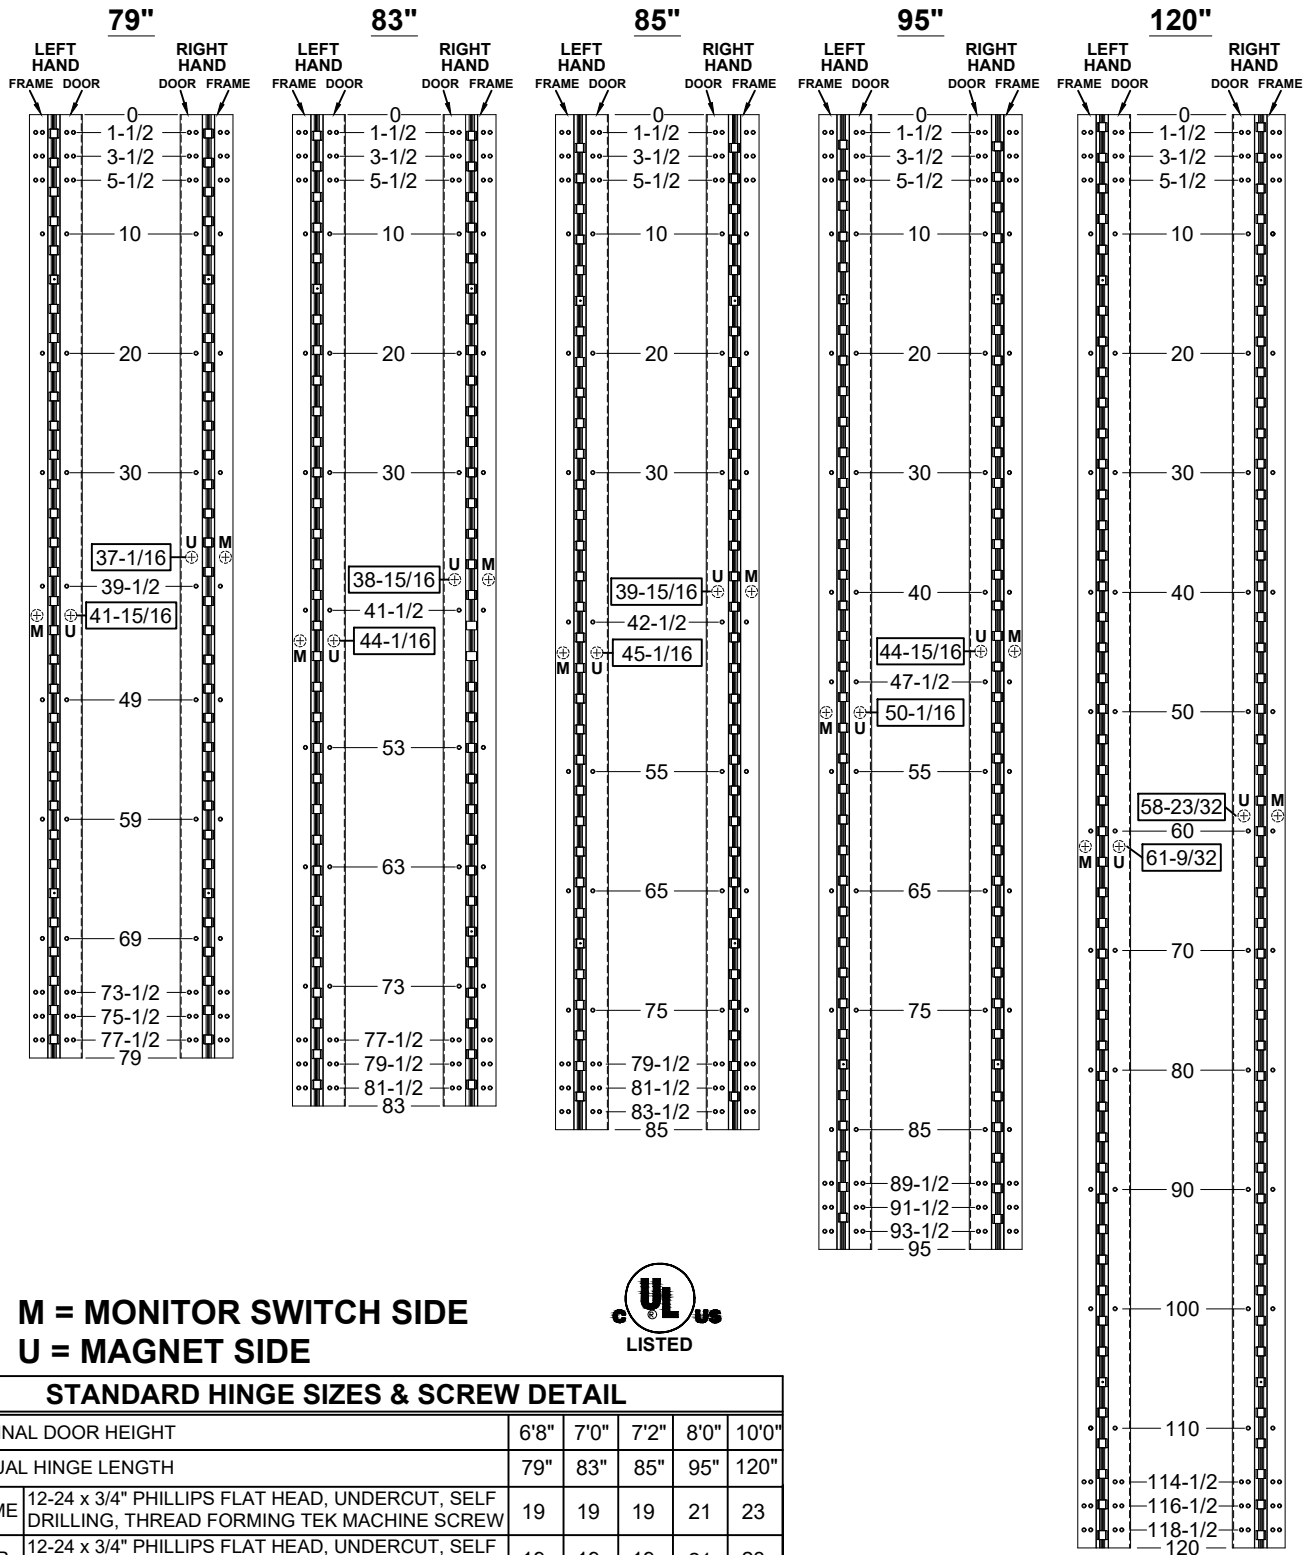 79"
LEFT HAND
RIGHT HAND
FRAME DOOR
DOOR FRAME
0
1-1/2
3-1/2
5-1/2
10
20
30
U M
37-1/16
39-1/2
41-15/16
M U
49
59
69
73-1/2
75-1/2
77-1/2
79
83"
LEFT HAND
RIGHT HAND
FRAME DOOR
DOOR FRAME
0
1-1/2
3-1/2
5-1/2
10
20
30
U M
38-15/16
41-1/2
44-1/16
M U
53
63
73
77-1/2
79-1/2
81-1/2
83
85"
LEFT HAND
RIGHT HAND
FRAME DOOR
DOOR FRAME
0
1-1/2
3-1/2
5-1/2
10
20
30
U M
39-15/16
42-1/2
45-1/16
M U
55
65
75
79-1/2
81-1/2
83-1/2
85
95"
LEFT HAND
RIGHT HAND
FRAME DOOR
DOOR FRAME
0
1-1/2
3-1/2
5-1/2
10
20
30
40
U M
44-15/16
47-1/2
50-1/16
M U
55
65
75
85
89-1/2
91-1/2
93-1/2
95
120"
LEFT HAND
RIGHT HAND
FRAME DOOR
DOOR FRAME
0
1-1/2
3-1/2
5-1/2
10
20
30
40
50
U M
58-23/32
60
61-9/32
M U
70
80
90
100
110
114-1/2
116-1/2
118-1/2
120
M = MONITOR SWITCH SIDE
U = MAGNET SIDE
C UL ® US
LISTED
STANDARD HINGE SIZES & SCREW DETAIL
INAL DOOR HEIGHT 6'8" 7'0" 7'2" 8'0" 10'0"
UAL HINGE LENGTH 79" 83" 85" 95" 120"
ME 12-24 x 3/4" PHILLIPS FLAT HEAD, UNDERCUT, SELF
DRILLING, THREAD FORMING TEK MACHINE SCREW 19 19 19 21 23
12-24 x 3/4" PHILLIPS FLAT HEAD, UNDERCUT, SELF